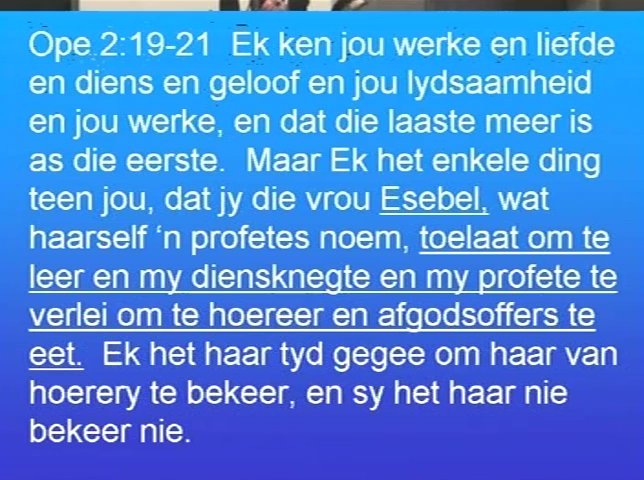 Ope 2:19-21 Ek ken jou werke en liefde
en diens en geloof en jou lydsaamheid
en jou werke, en dat die laaste meer is
as die eerste. Maar Ek het enkele ding
teen jou, dat jy die vrou Esebel, wat
haarself ‘n profetes noem, toelaat om te
leer en my diensknegte en my profete te
verlei om te hoereer en afgodsoffers te
eet. Ek het haar tyd gegee om haar van
hoerery te bekeer, en sy het haar nie
bekeer nie.